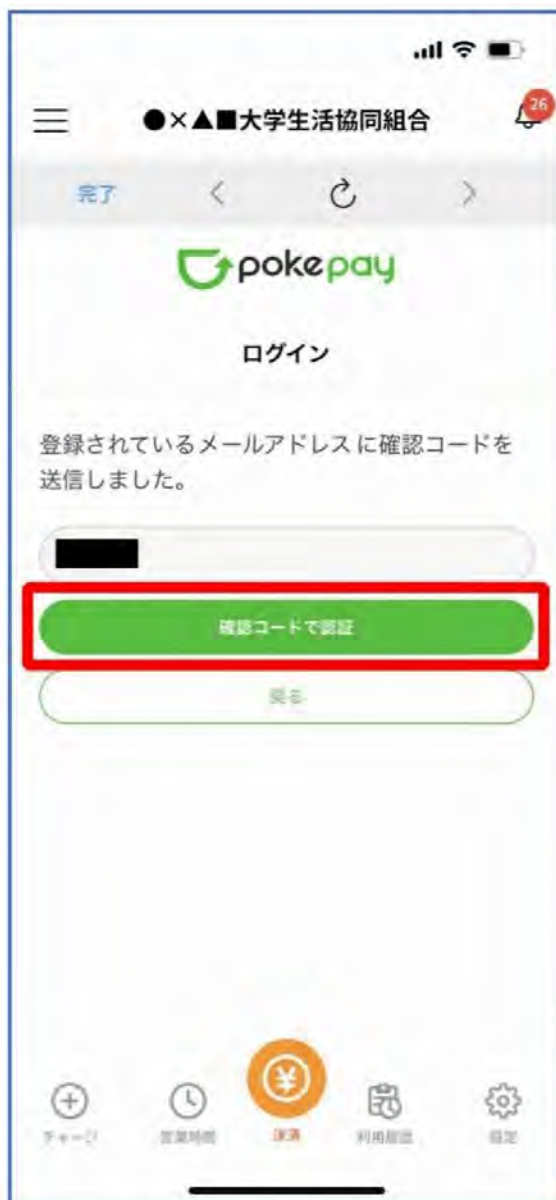 ●×▲■大学生活協同組合
26
完了
pokepay
ログイン
登録されているメールアドレスに確認コードを
送信しました。
確認コードで認証
戻る
チャージ
営業時間
決済
利用履歴
設定